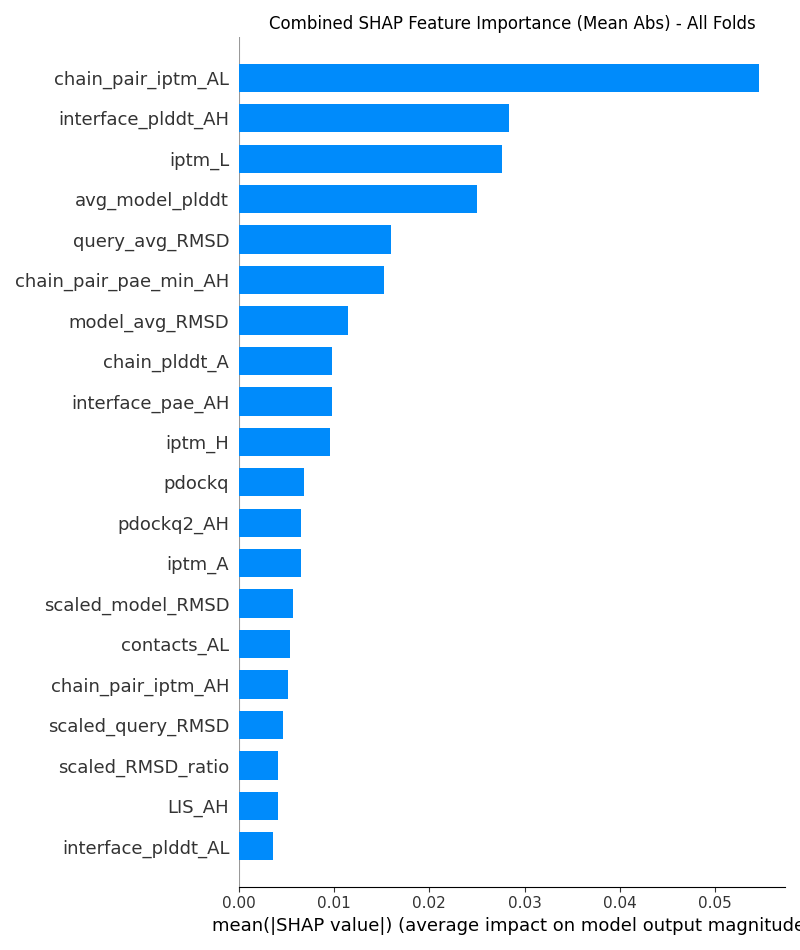 Combined SHAP Feature Importance (Mean Abs) - All Folds
chain_pair_iptm_AL
interface_plddt_AH
iptm_L
avg_model_plddt
query_avg_RMSD
chain_pair_pae_min_AH
model_avg_RMSD
chain_plddt_A
interface_pae_AH
iptm_H
pdockq
pdockq2_AH
iptm_A
scaled_model_RMSD
contacts_AL
chain_pair_iptm_AH
scaled_query_RMSD
scaled_RMSD_ratio
LIS_AH
interface_plddt_AL
0.00 0.01 0.02 0.03 0.04 0.05
mean(|SHAP value|) (average impact on model output magnitude